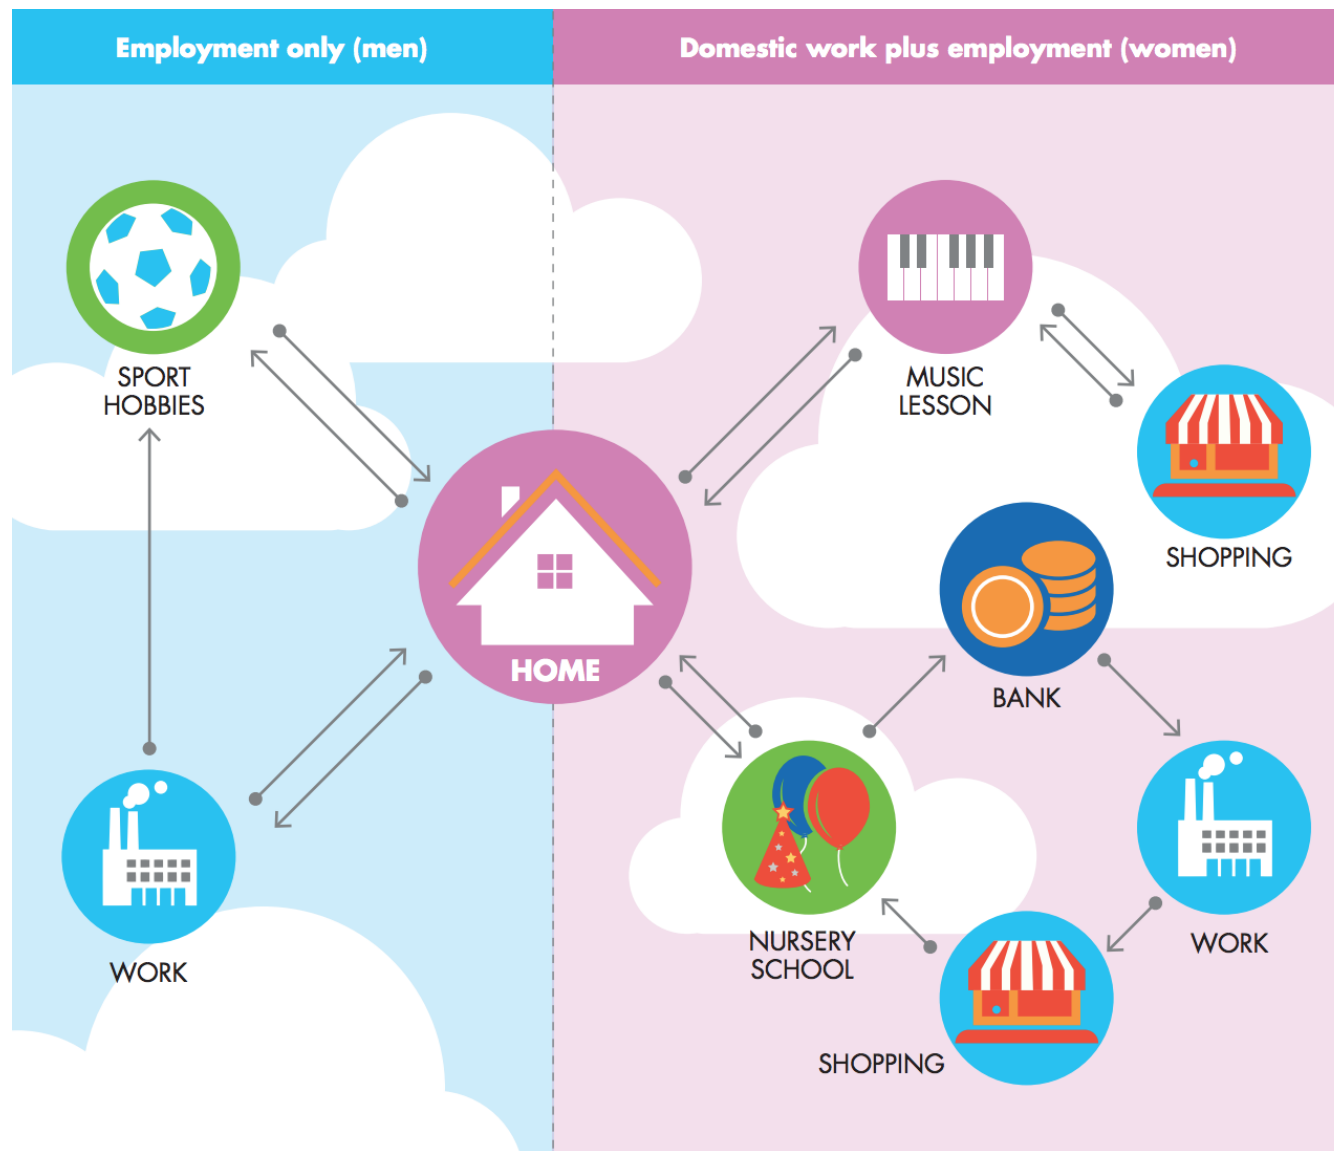 Employment only (men)
Domestic work plus employment (women)
SPORT
HOBBIES
MUSIC
LESSON
SHOPPING
HOME
BANK
NURSERY
SCHOOL
WORK
WORK
SHOPPING